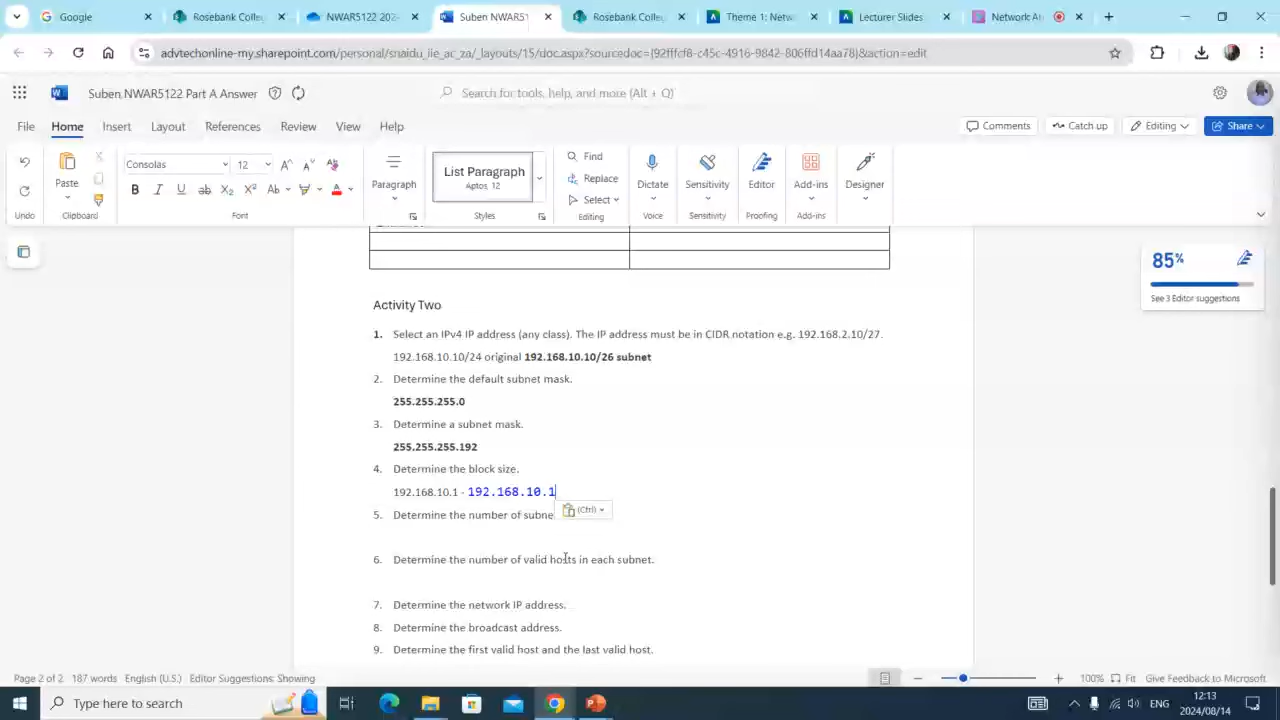 Google
Rosebank Colleg
NWAR5122 202
Suben NWAR51
Rosebank Colleg
Theme 1: Netw
Lecturer Slides
Network A
advtechonline-my.sharepoint.com/personal/snaidu_iie_ac_za/_layouts/15/doc.aspx?sourcedoc={92fffcf8-c45c-4916-9842-806ffd14aa78}&action=edit
Suben NWAR5122 Part A Answer
Search for tools, help, and more (Alt + Q)
File Home Insert Layout References Review View Help
Comments Catch up Editing Share
Consolas 12
List Paragraph
Aptos, 12
Find
Replace
Select
Paste Paragraph Dictate Sensitivity Editor Add-ins Designer
Undo Clipboard Font Styles Editing Voice Sensitivity Proofing Add-ins Designer
85%
See 3 Editor suggestions
Activity Two
1. Select an IPv4 IP address (any class). The IP address must be in CIDR notation e.g. 192.168.2.10/27.
192.168.10.10/24 original 192.168.10.10/26 subnet
2. Determine the default subnet mask.
255.255.255.0
3. Determine a subnet mask.
255.255.255.192
4. Determine the block size.
192.168.10.1 - 192.168.10.1
(Ctrl)
5. Determine the number of subne
6. Determine the number of valid hosts in each subnet.
7. Determine the network IP address.
8. Determine the broadcast address.
9. Determine the first valid host and the last valid host.
Page 2 of 2 187 words English (U.S.) Editor Suggestions: Showing
100% Fit Give Feedback to Microsoft
Type here to search
ENG
12:13
2024/08/14